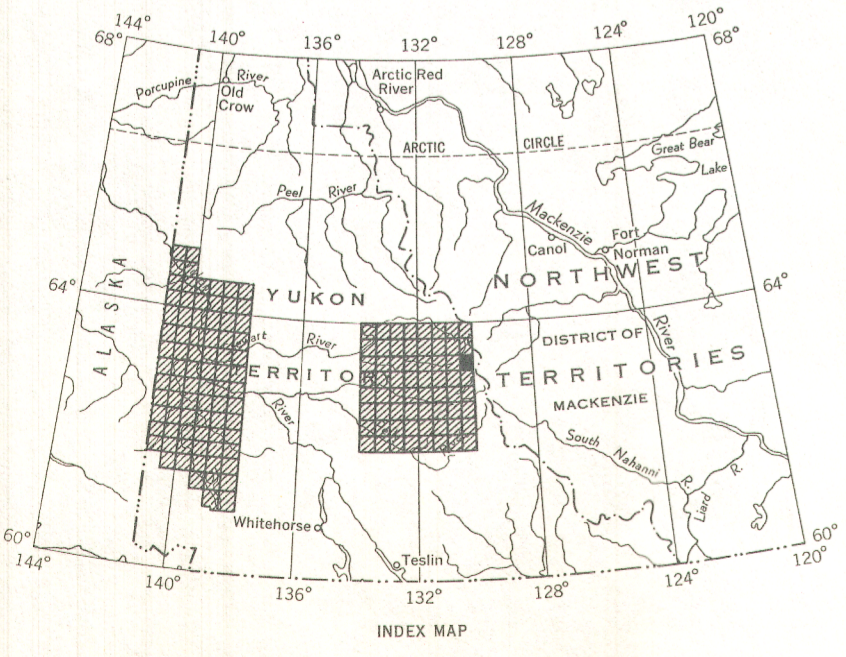 144°
68°
140°
136°
132°
128°
124°
120°
68°
Porcupine River
Old
Crow
Arctic Red
River
ARCTIC CIRCLE
Great Bear
Lake
Peel River
Mackenzie
Canol
Fort
Norman
64°
ALASKA
YUKON
NORTHWEST
64°
River
DISTRICT OF
River
TERRITORY
TERRITORIES
MACKENZIE
River
South Nahanni R.
Liard R.
Whitehorse
Teslin
60°
144°
140°
136°
132°
128°
124°
60°
120°
INDEX MAP